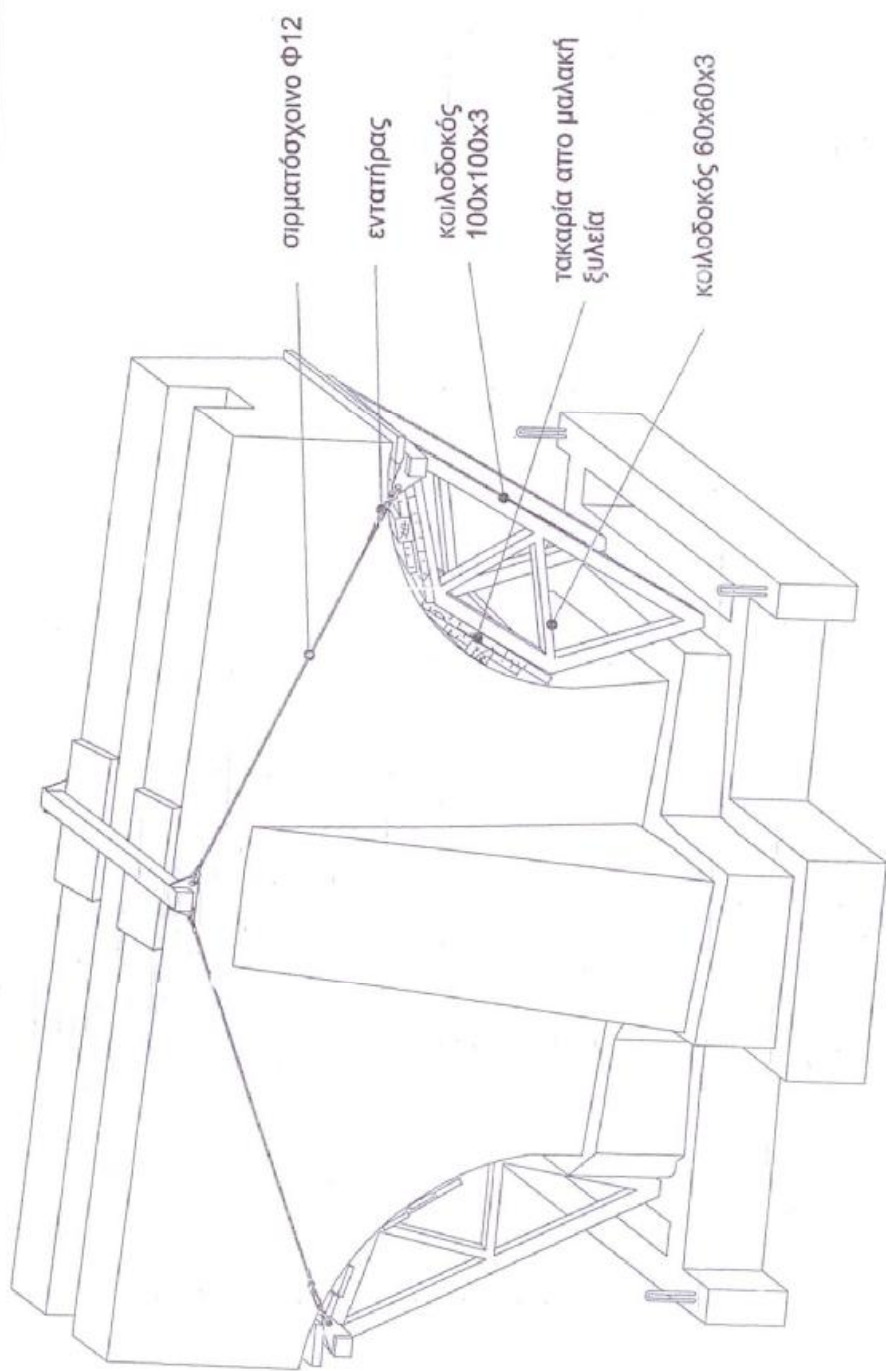 σιρματόσχοινο Φ12
εντατήρας
κοιλοδοκός
100x100x3
τακαρία απο μαλακή
ξυλεία
κοιλοδοκός 60x60x3